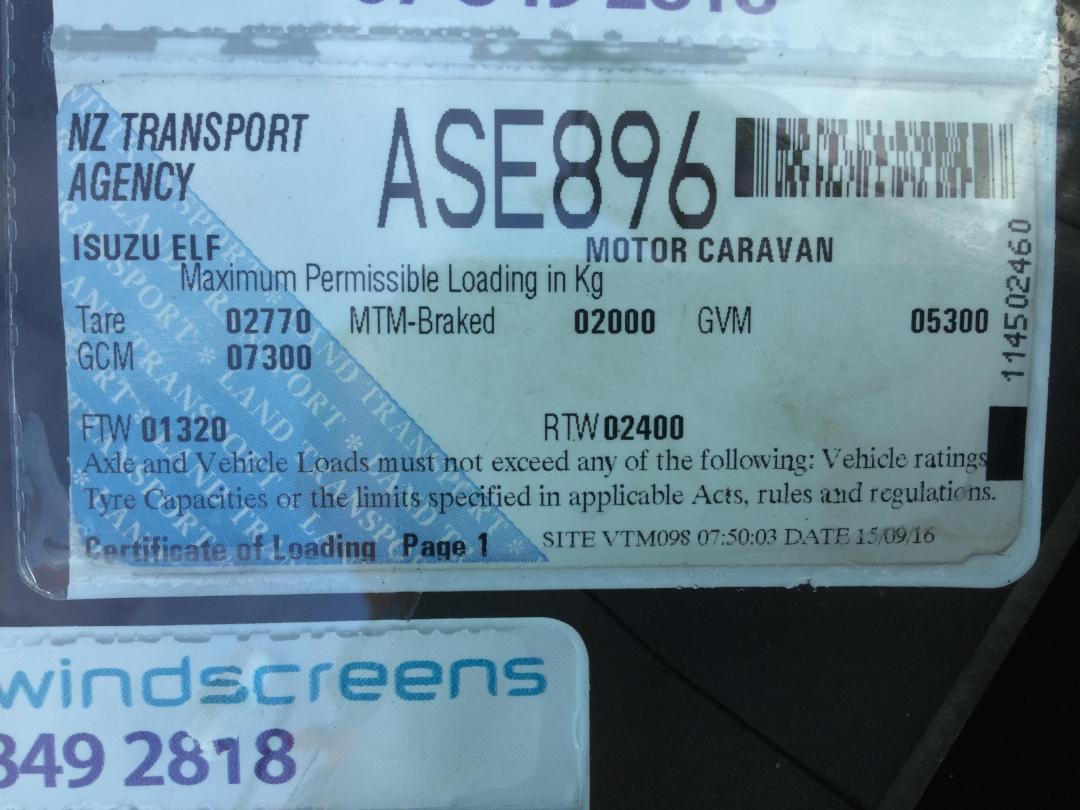 849 2818
NZ TRANSPORT
AGENCY
ASE896
ISUZU ELF
MOTOR CARAVAN
Maximum Permissible Loading in Kg
Tare 02770 MTM-Braked 02000 GVM 05300
GCM 07300
114502460
FTW 01320 RTW 02400
Axle and Vehicle Loads must not exceed any of the following: Vehicle ratings
Tyre Capacities or the limits specified in applicable Acts, rules and regulations.
Certificate of Loading Page 1 SITE VTM098 07:50:03 DATE 15/09/16
windscreens
849 2818